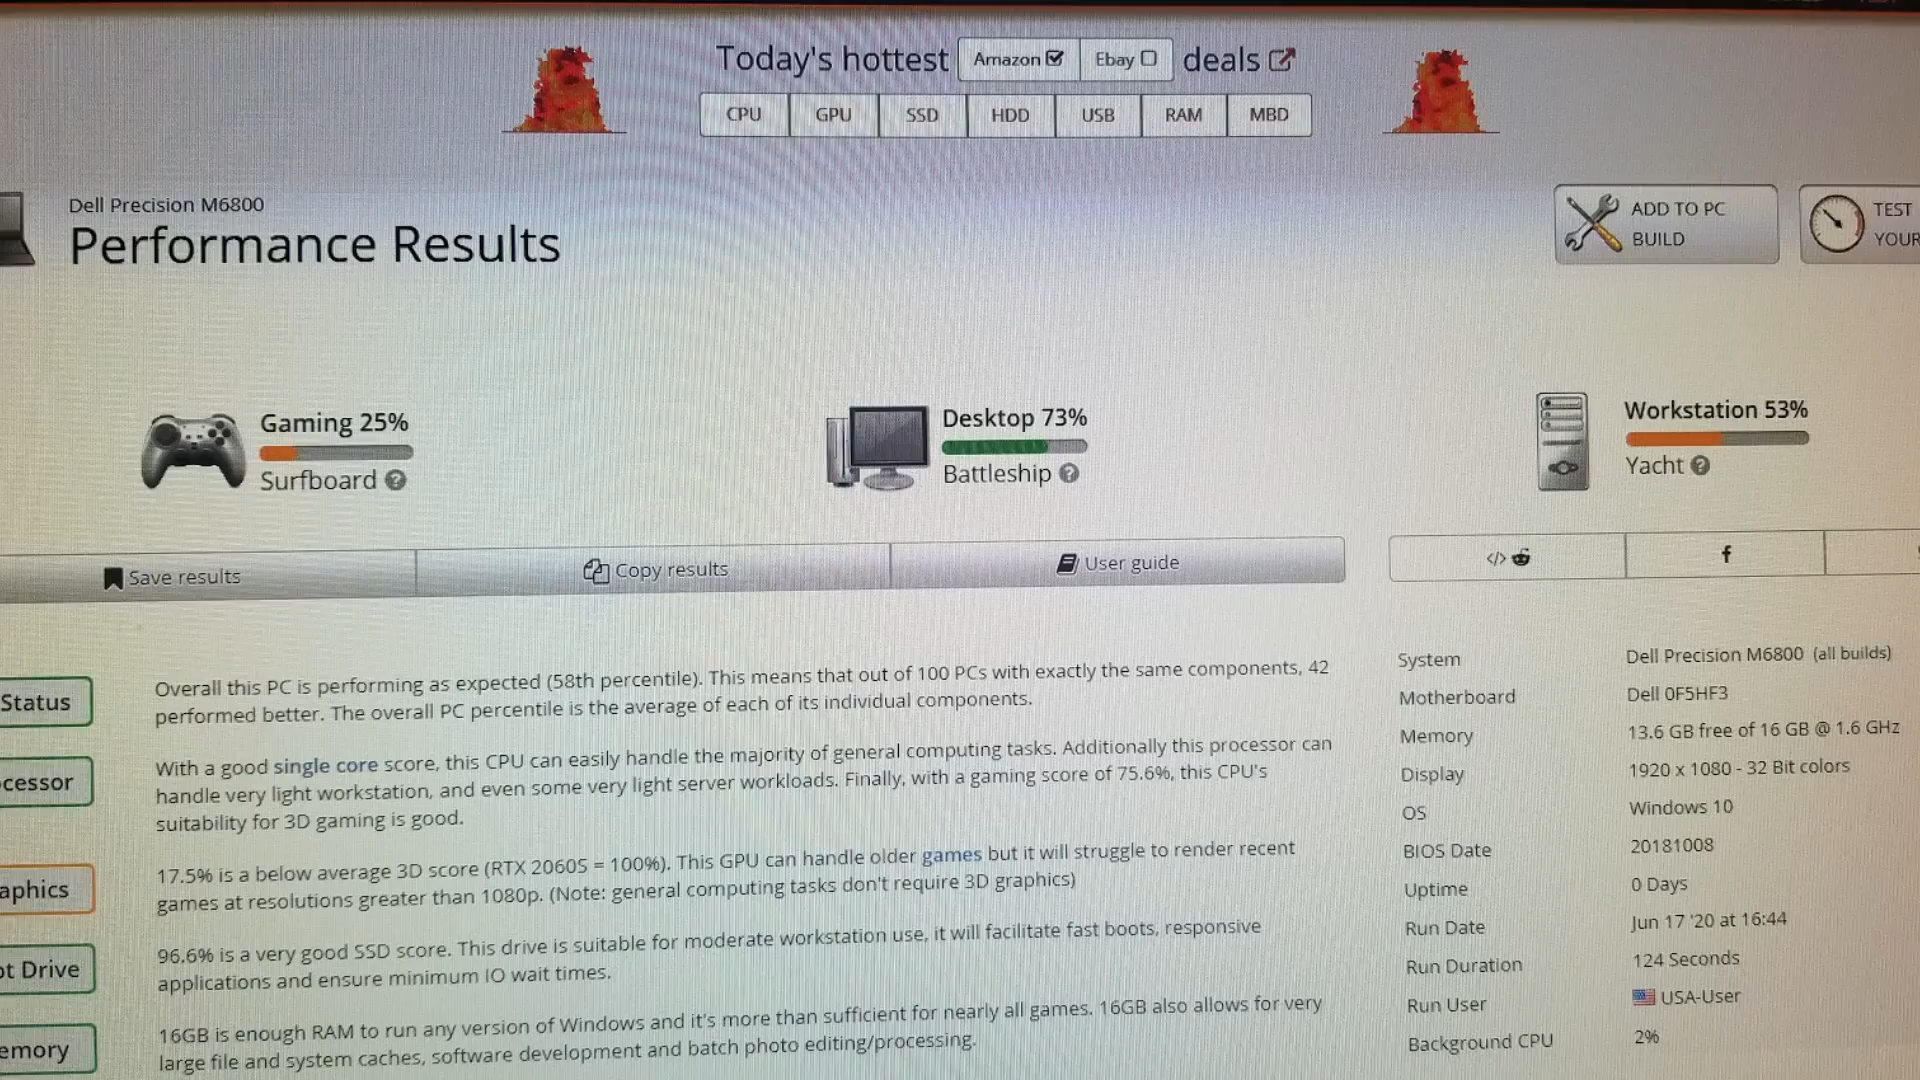 Today's hottest Amazon Ebay deals
CPU GPU SSD HDD USB RAM MBD
Dell Precision M6800
Performance Results
ADD TO PC
BUILD
TEST
YOUR
Gaming 25%
Surfboard
Desktop 73%
Battleship
Workstation 53%
Yacht
Save results
Copy results
User guide
Status
Overall this PC is performing as expected (58th percentile). This means that out of 100 PCs with exactly the same components, 42
performed better. The overall PC percentile is the average of each of its individual components.
cessor
With a good single core score, this CPU can easily handle the majority of general computing tasks. Additionally this processor can
handle very light workstation, and even some very light server workloads. Finally, with a gaming score of 75.6%, this CPU's
suitability for 3D gaming is good.
aphics
17.5% is a below average 3D score (RTX 2060S = 100%). This GPU can handle older games but it will struggle to render recent
games at resolutions greater than 1080p. (Note: general computing tasks don't require 3D graphics)
ot Drive
96.6% is a very good SSD score. This drive is suitable for moderate workstation use, it will facilitate fast boots, responsive
applications and ensure minimum IO wait times.
emory
16GB is enough RAM to run any version of Windows and it's more than sufficient for nearly all games. 16GB also allows for very
large file and system caches, software development and batch photo editing/processing.
System Dell Precision M6800 (all builds)
Motherboard Dell 0F5HF3
Memory 13.6 GB free of 16 GB @ 1.6 GHz
Display 1920 x 1080 - 32 Bit colors
OS Windows 10
BIOS Date 20181008
Uptime 0 Days
Run Date Jun 17 '20 at 16:44
Run Duration 124 Seconds
Run User USA-User
Background CPU 2%